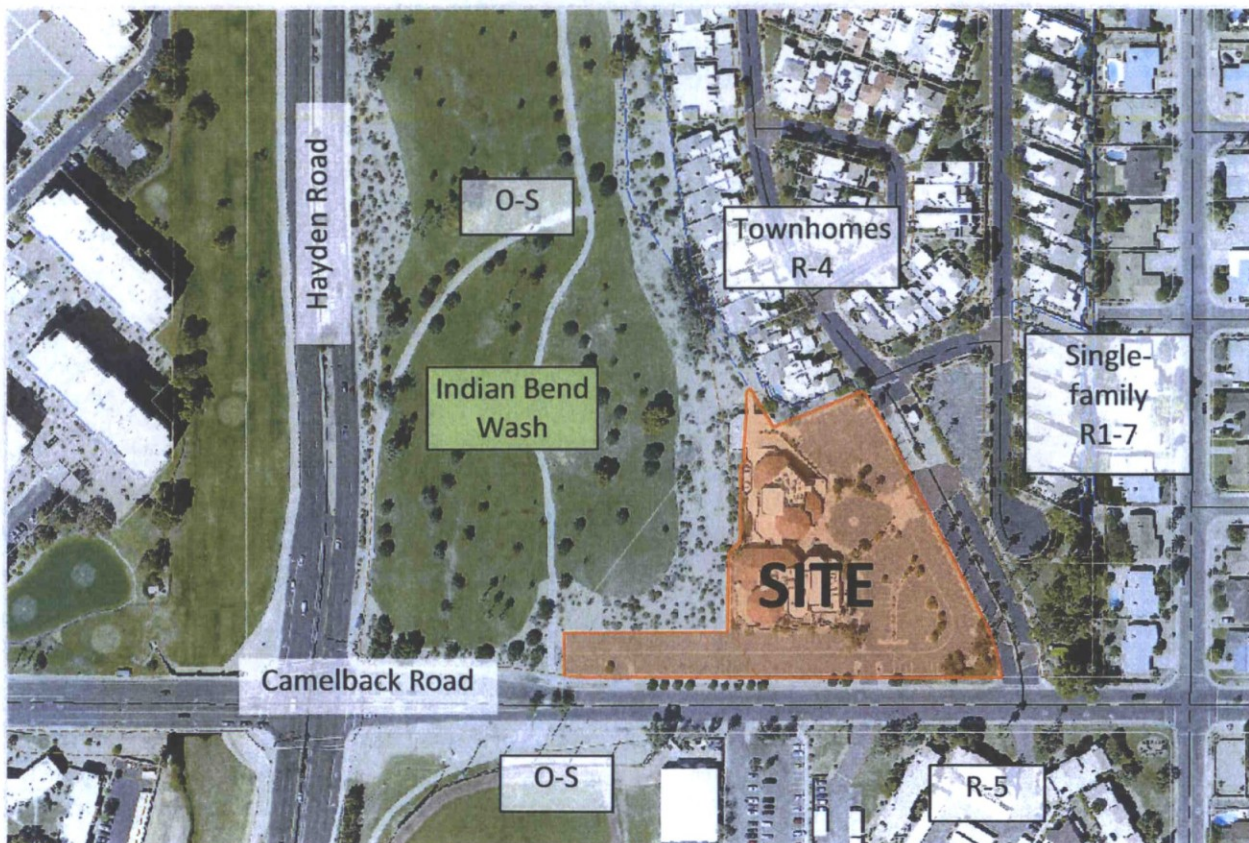 Hayden Road
O-S
Townhomes
R-4
Single-
family
R1-7
Indian Bend
Wash
SITE
Camelback Road
O-S
R-5